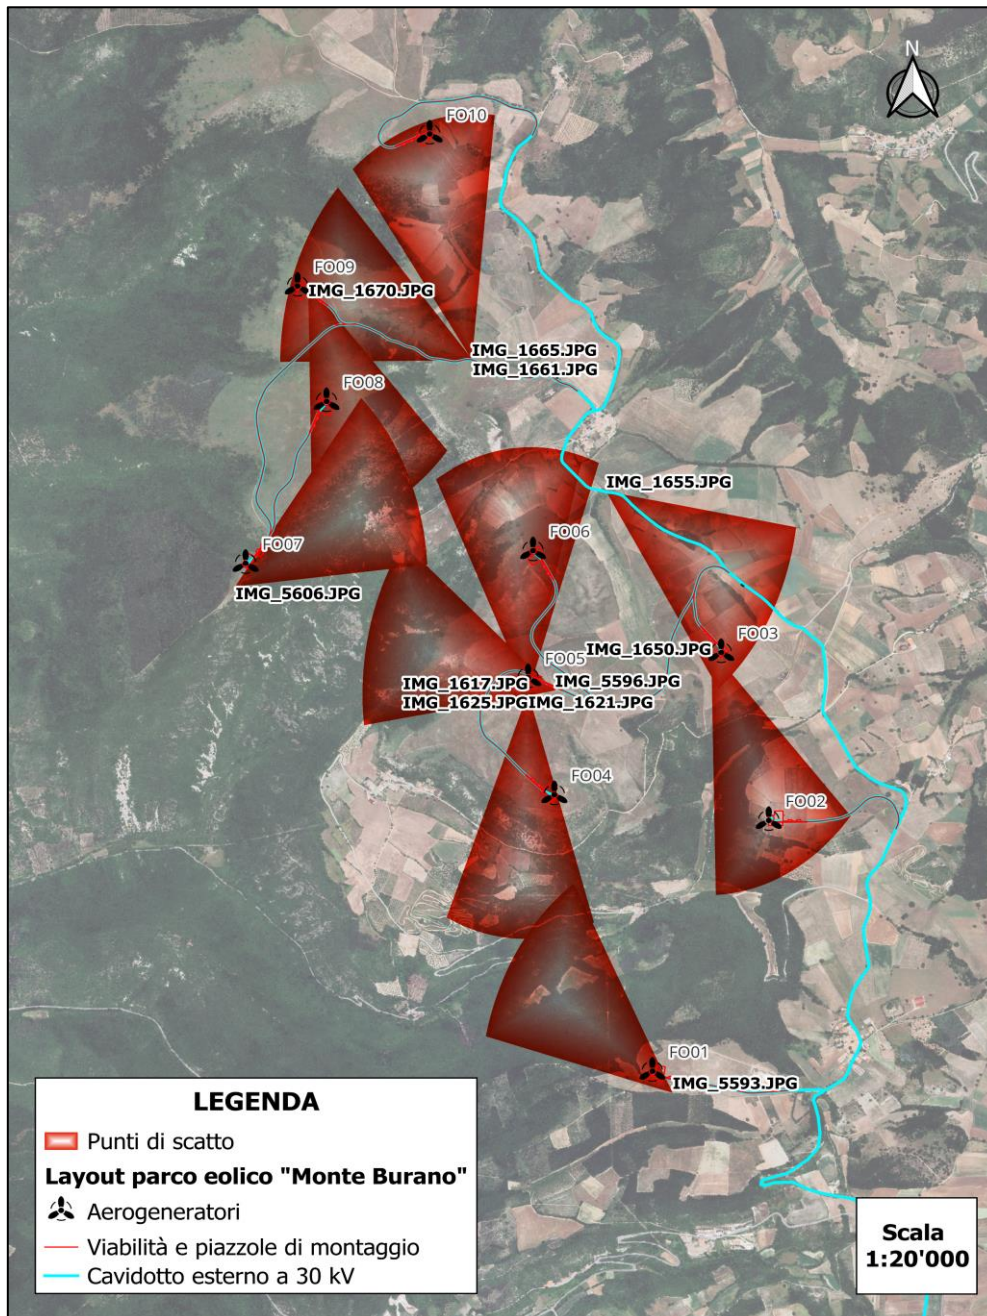 N
FO10
FO09
IMG_1670.JPG
IMG_1665.JPG
IMG_1661.JPG
FO08
IMG_1655.JPG
FO06
FO07
IMG_5606.JPG
FO03
IMG_1650.JPG
FO05
IMG_5596.JPG
IMG_1617.JPG
IMG_1625.JPG IMG_1621.JPG
FO04
FO02
FO01
IMG_5593.JPG
LEGENDA
Punti di scatto
Layout parco eolico "Monte Burano"
Aerogeneratori
Viabilità e piazzole di montaggio
Cavidotto esterno a 30 kV
Scala
1:20'000